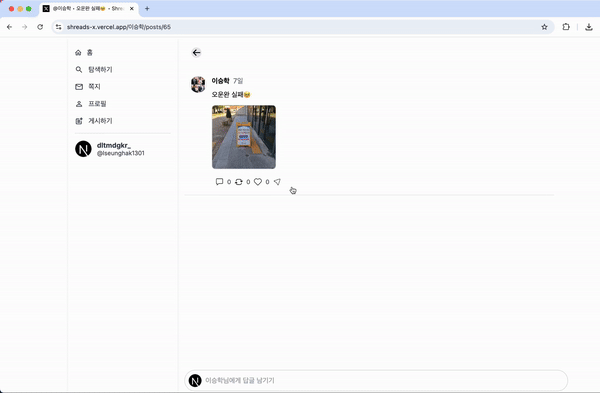 @이승학 • 오운완 실패🥹 • Shre
shreads-x.vercel.app/이승학/posts/65
홈
탐색하기
쪽지
프로필
게시하기
N
dltmdgkr_
@lseunghak1301
이승학 7일
오운완 실패🥹
0 0 0
N
이승학님에게 답글 남기기